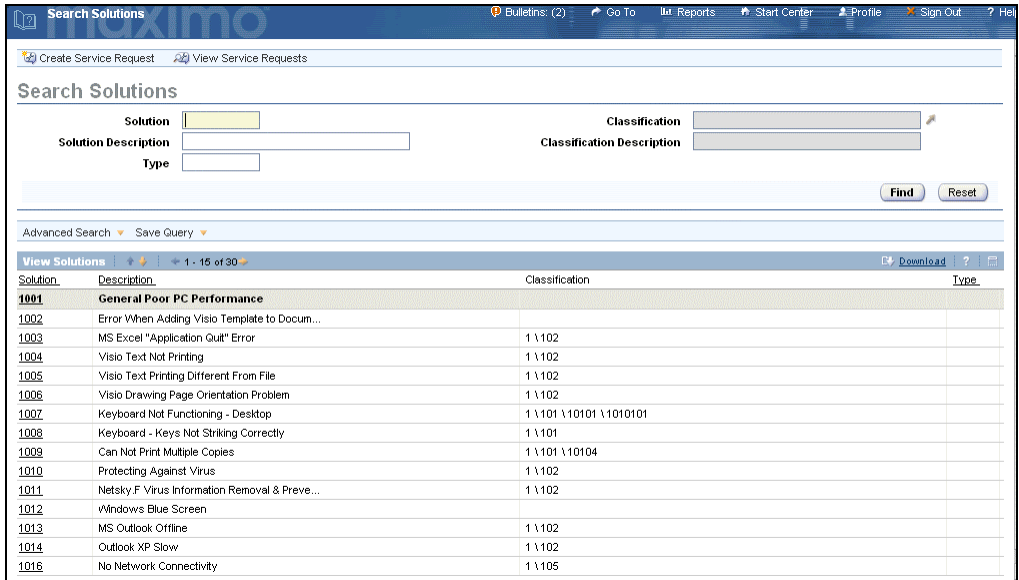 Search Solutions
maximo
Bulletins: (2) Go To Reports Start Center Profile Sign Out ? Help
Create Service Request View Service Requests
Search Solutions
Solution Classification
Solution Description Classification Description
Type
Find Reset
Advanced Search Save Query
View Solutions 1 - 15 of 30 Download ?
Solution Description Classification Type
1001 General Poor PC Performance
1002 Error When Adding Visio Template to Docum...
1003 MS Excel "Application Quit" Error 1 \ 102
1004 Visio Text Not Printing
1005 Visio Text Printing Different From File 1 \ 102
1006 Visio Drawing Page Orientation Problem 1 \ 102
1007 Keyboard Not Functioning - Desktop 1 \ 101 \ 10101 \ 1010101
1008 Keyboard - Keys Not Striking Correctly 1 \ 101
1009 Can Not Print Multiple Copies 1 \ 101 \ 10104
1010 Protecting Against Virus 1 \ 102
1011 Netsky.F Virus Information Removal & Preve... 1 \ 102
1012 Windows Blue Screen
1013 MS Outlook Offline 1 \ 102
1014 Outlook XP Slow 1 \ 102
1016 No Network Connectivity 1 \ 105